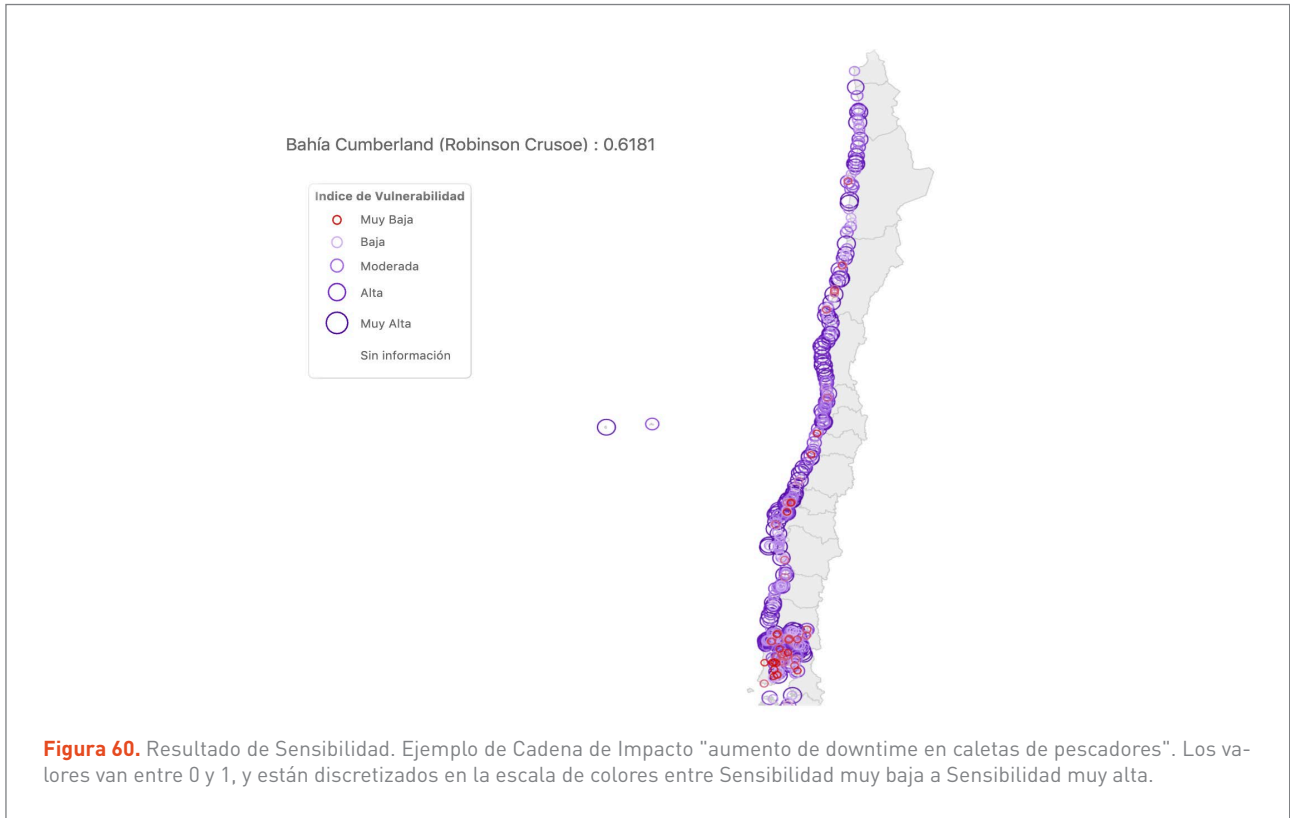 Bahía Cumberland (Robinson Crusoe) : 0.6181
Indice de Vulnerabilidad
Muy Baja
Baja
Moderada
Alta
Muy Alta
Sin información
Figura 60. Resultado de Sensibilidad. Ejemplo de Cadena de Impacto "aumento de downtime en caletas de pescadores". Los va-
lores van entre 0 y 1, y están discretizados en la escala de colores entre Sensibilidad muy baja a Sensibilidad muy alta.